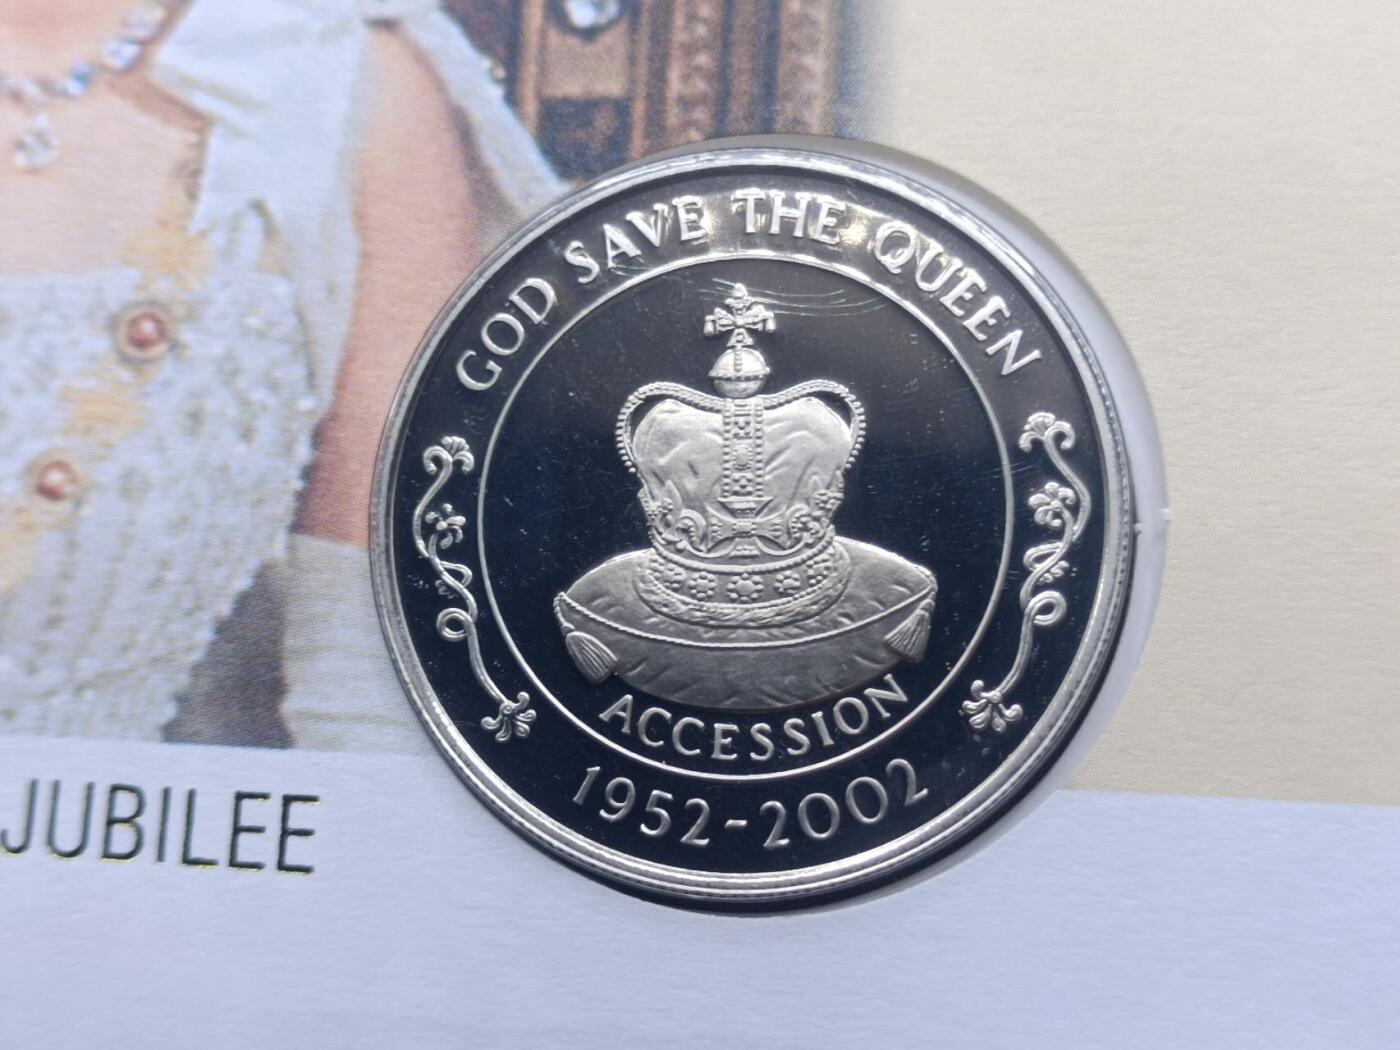 GOD SAVE THE QUEEN
ACCESSION
1952-2002
JUBILEE